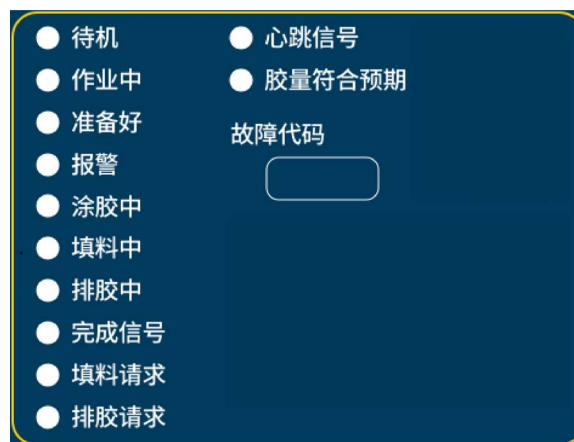 待机
作业中
准备好
报警
涂胶中
填料中
排胶中
完成信号
填料请求
排胶请求
心跳信号
胶量符合预期
故障代码